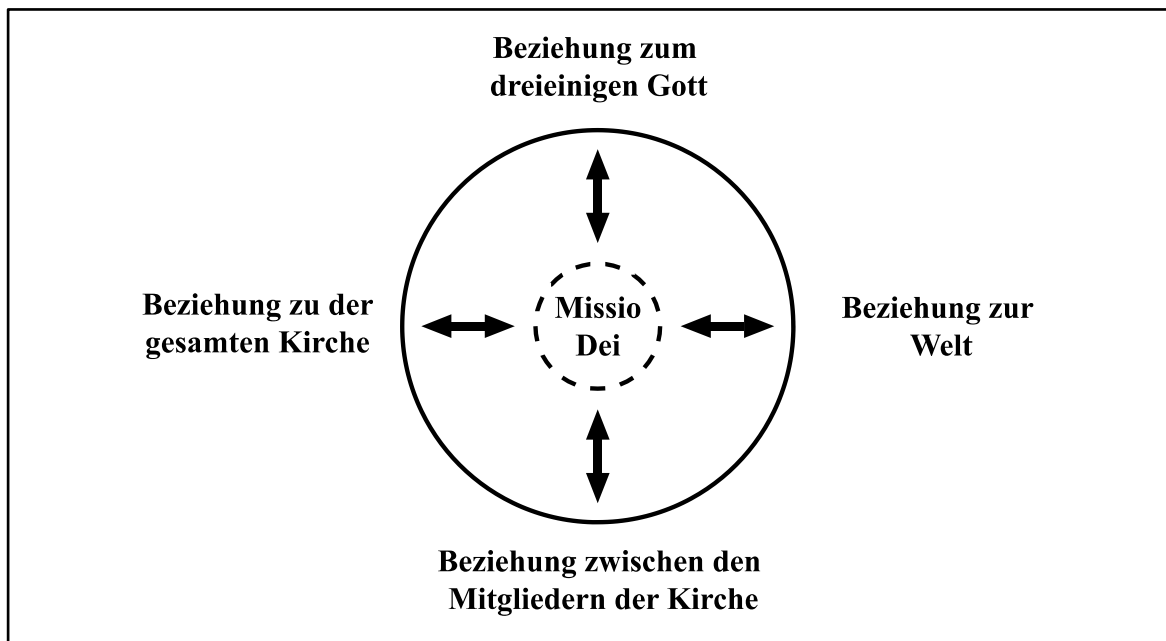 Beziehung zum
dreieinigen Gott
Beziehung zu der
gesamten Kirche
Missio
Dei
Beziehung zur
Welt
Beziehung zwischen den
Mitgliedern der Kirche